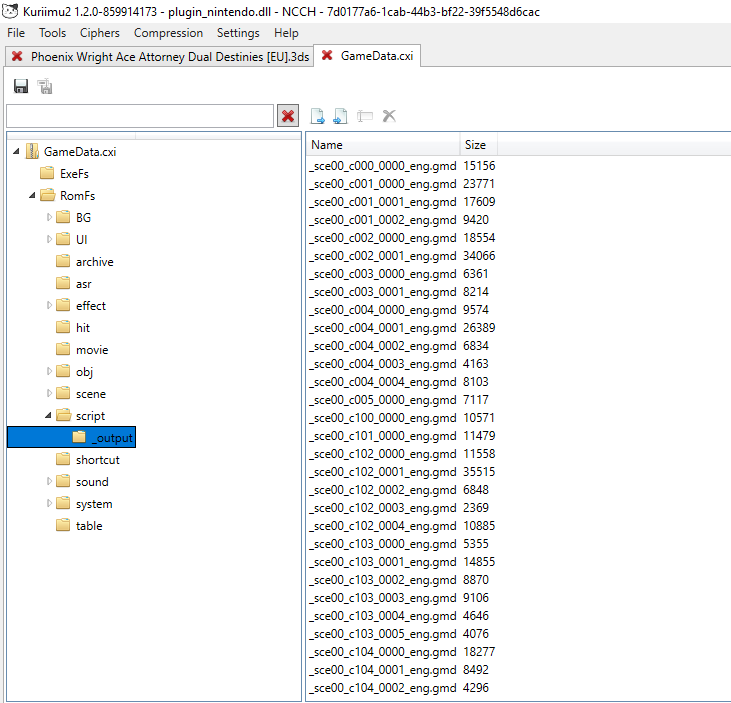 Kuriimu2 1.2.0-859914173 - plugin_nintendo.dll - NCCH - 7d0177a6-1cab-44b3-bf22-39f5548d6cac
File Tools Ciphers Compression Settings Help
Phoenix Wright Ace Attorney Dual Destinies [EU].3ds GameData.cxi
GameData.cxi
ExeFs
RomFs
BG
UI
archive
asr
effect
hit
movie
obj
scene
script
_output
shortcut
sound
system
table
Name Size
_sce00_c000_0000_eng.gmd 15156
_sce00_c001_0000_eng.gmd 23771
_sce00_c001_0001_eng.gmd 17609
_sce00_c001_0002_eng.gmd 9420
_sce00_c002_0000_eng.gmd 18554
_sce00_c002_0001_eng.gmd 34066
_sce00_c003_0000_eng.gmd 6361
_sce00_c003_0001_eng.gmd 8214
_sce00_c004_0000_eng.gmd 9574
_sce00_c004_0001_eng.gmd 26389
_sce00_c004_0002_eng.gmd 6834
_sce00_c004_0003_eng.gmd 4163
_sce00_c004_0004_eng.gmd 8103
_sce00_c005_0000_eng.gmd 7117
_sce00_c100_0000_eng.gmd 10571
_sce00_c101_0000_eng.gmd 11479
_sce00_c102_0000_eng.gmd 11558
_sce00_c102_0001_eng.gmd 35515
_sce00_c102_0002_eng.gmd 6848
_sce00_c102_0003_eng.gmd 2369
_sce00_c102_0004_eng.gmd 10885
_sce00_c103_0000_eng.gmd 5355
_sce00_c103_0001_eng.gmd 14855
_sce00_c103_0002_eng.gmd 8870
_sce00_c103_0003_eng.gmd 9106
_sce00_c103_0004_eng.gmd 4646
_sce00_c103_0005_eng.gmd 4076
_sce00_c104_0000_eng.gmd 18277
_sce00_c104_0001_eng.gmd 8492
_sce00_c104_0002_eng.gmd 4296